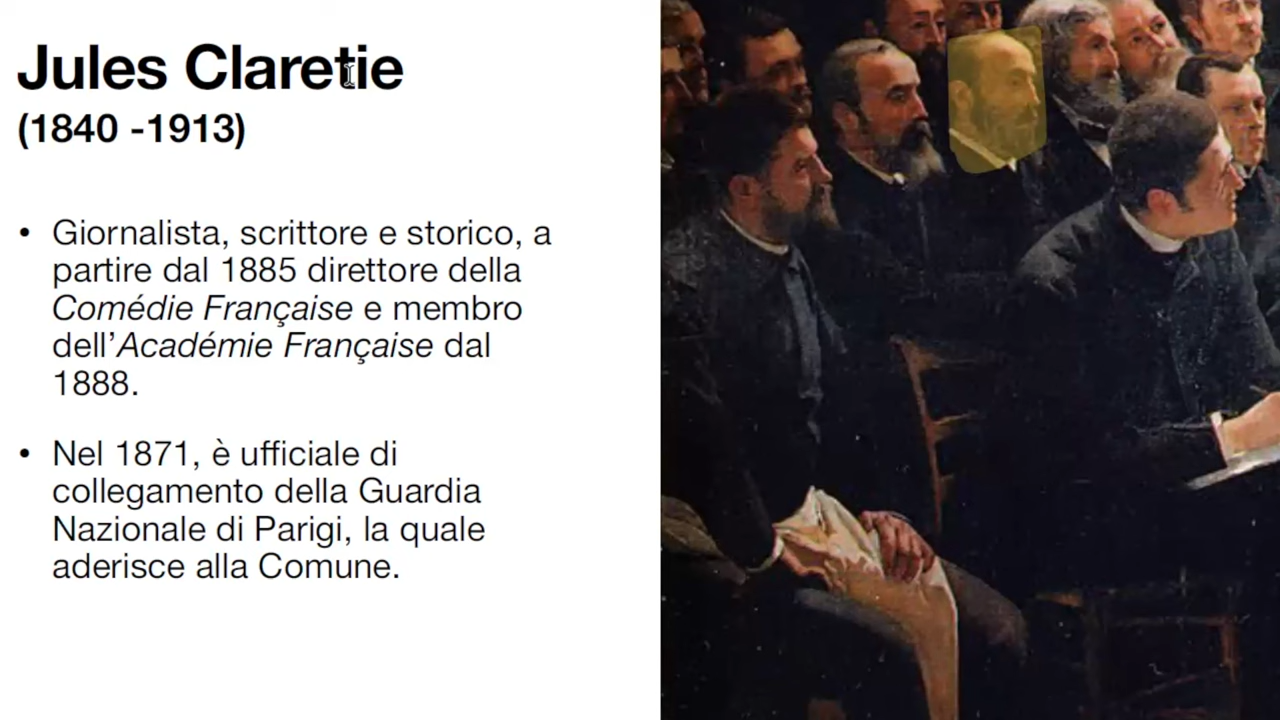 Jules Claretie
(1840 -1913)
• Giornalista, scrittore e storico, a
partire dal 1885 direttore della
Comédie Française e membro
dell’Académie Française dal
1888.
• Nel 1871, è ufficiale di
collegamento della Guardia
Nazionale di Parigi, la quale
aderisce alla Comune.